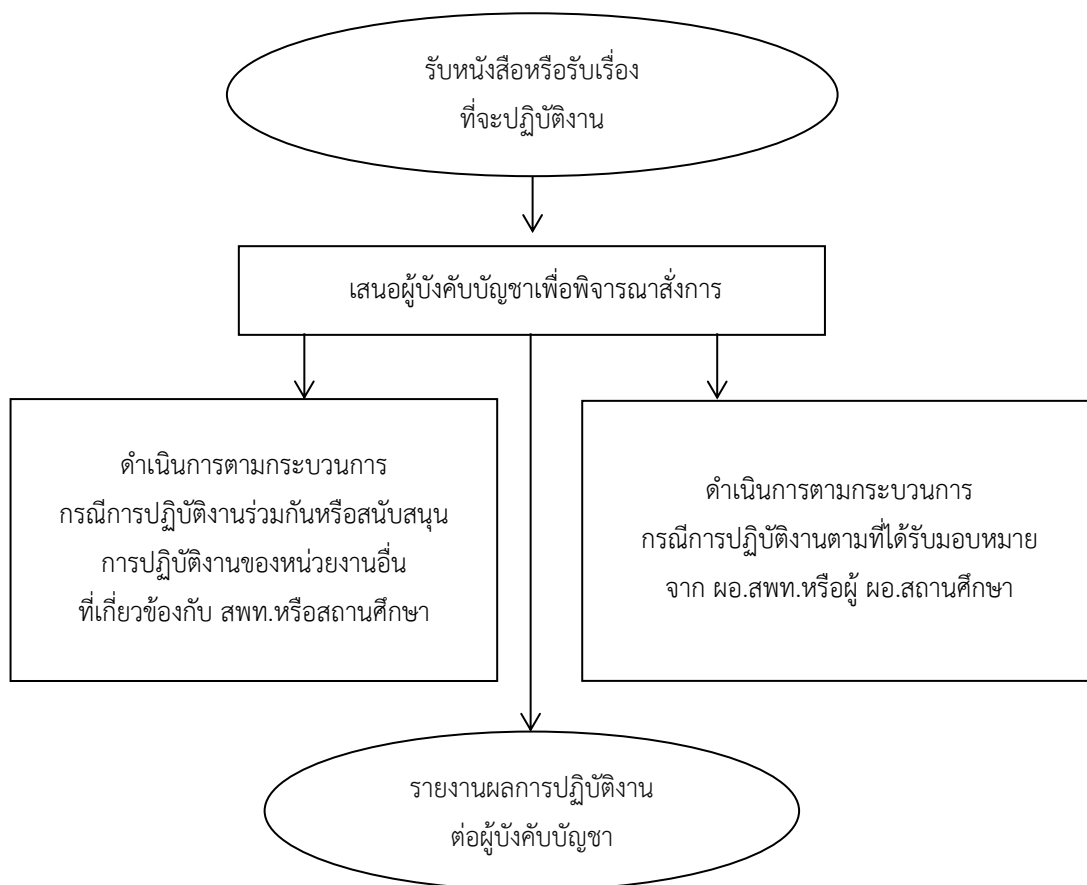 รับหนังสือหรือรับเรื่อง
ที่จะปฏิบัติงาน
เสนอผู้บังคับบัญชาเพื่อพิจารณาสั่งการ
ดำเนินการตามกระบวนการ
กรณีการปฏิบัติงานร่วมกันหรือสนับสนุน
การปฏิบัติงานของหน่วยงานอื่น
ที่เกี่ยวข้องกับ สพท.หรือสถานศึกษา
ดำเนินการตามกระบวนการ
กรณีการปฏิบัติงานตามที่ได้รับมอบหมาย
จาก ผอ.สพท.หรือผู้ ผอ.สถานศึกษา
รายงานผลการปฏิบัติงาน
ต่อผู้บังคับบัญชา